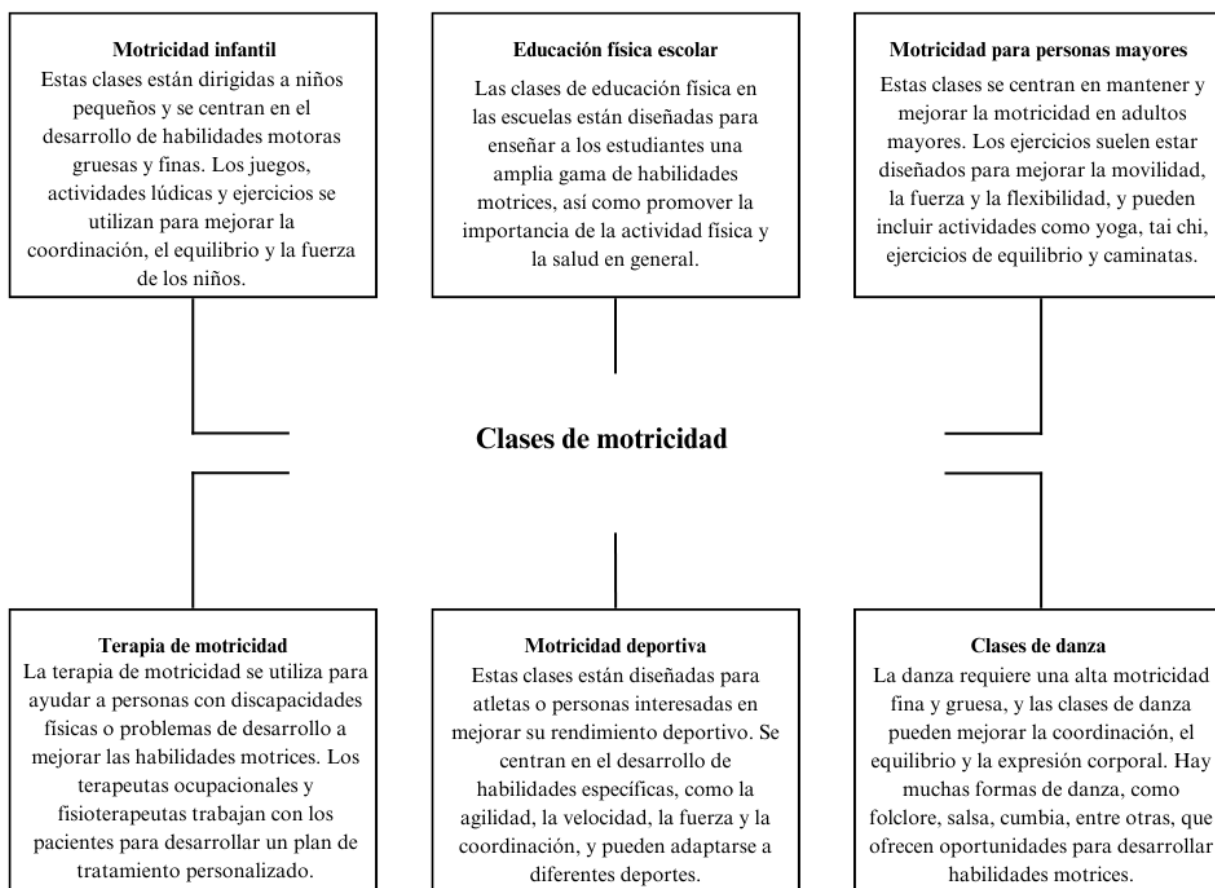 Motricidad infantil
Estas clases están dirigidas a niños
pequeños y se centran en el
desarrollo de habilidades motoras
gruesas y finas. Los juegos,
actividades lúdicas y ejercicios se
utilizan para mejorar la
coordinación, el equilibrio y la fuerza
de los niños.
Educación física escolar
Las clases de educación física en
las escuelas están diseñadas para
enseñar a los estudiantes una
amplia gama de habilidades
motrices, así como promover la
importancia de la actividad física y
la salud en general.
Motricidad para personas mayores
Estas clases se centran en mantener y
mejorar la motricidad en adultos
mayores. Los ejercicios suelen estar
diseñados para mejorar la movilidad,
la fuerza y la flexibilidad, y pueden
incluir actividades como yoga, tai chi,
ejercicios de equilibrio y caminatas.
Clases de motricidad
Terapia de motricidad
La terapia de motricidad se utiliza para
ayudar a personas con discapacidades
físicas o problemas de desarrollo a
mejorar las habilidades motrices. Los
terapeutas ocupacionales y
fisioterapeutas trabajan con los
pacientes para desarrollar un plan de
tratamiento personalizado.
Motricidad deportiva
Estas clases están diseñadas para
atletas o personas interesadas en
mejorar su rendimiento deportivo. Se
centran en el desarrollo de
habilidades específicas, como la
agilidad, la velocidad, la fuerza y la
coordinación, y pueden adaptarse a
diferentes deportes.
Clases de danza
La danza requiere una alta motricidad
fina y gruesa, y las clases de danza
pueden mejorar la coordinación, el
equilibrio y la expresión corporal. Hay
muchas formas de danza, como
folclore, salsa, cumbia, entre otras, que
ofrecen oportunidades para desarrollar
habilidades motrices.